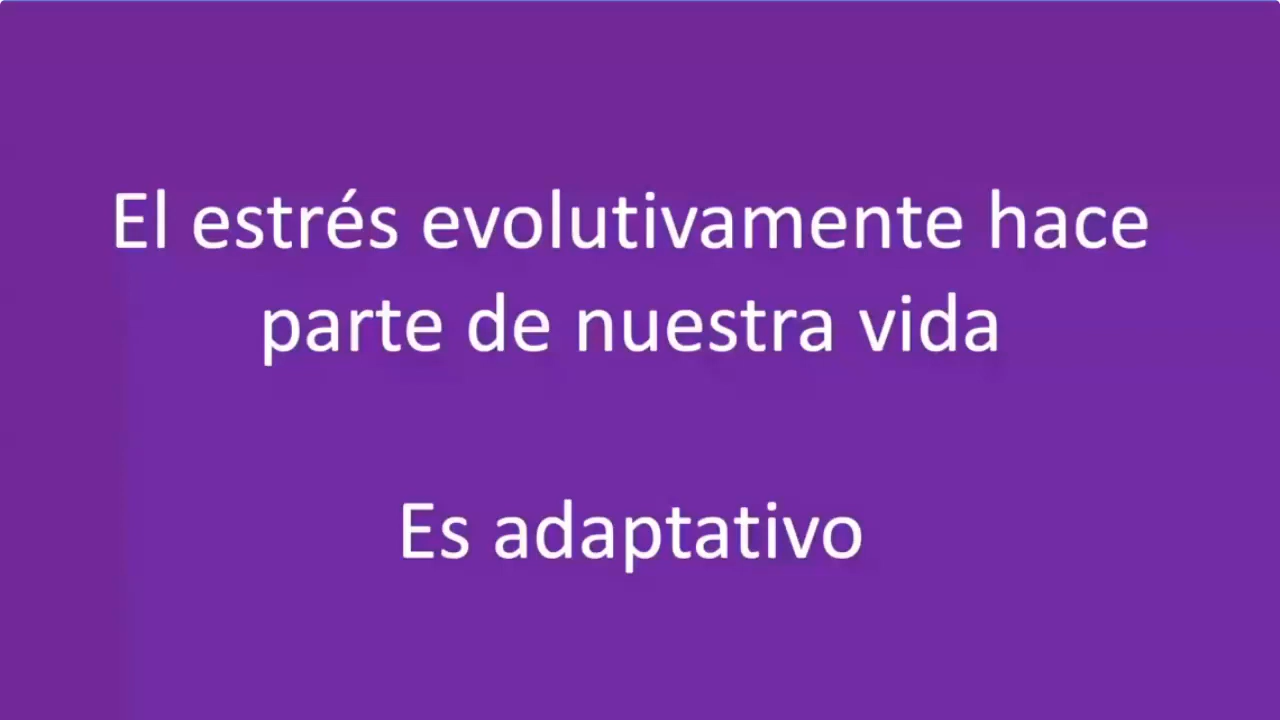 El estrés evolutivamente hace
parte de nuestra vida
Es adaptativo